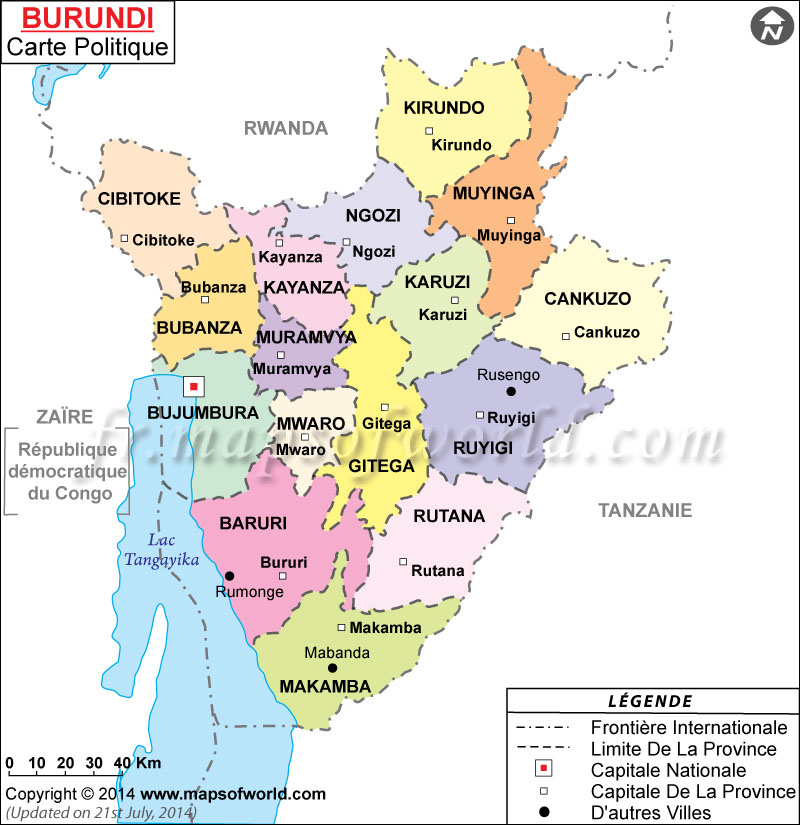 BURUNDI
Carte Politique
N
RWANDA
KIRUNDO
Kirundo
CIBITOKE
Cibitoke
NGOZI
Ngozi
MUYINGA
Muyinga
Kayanza
KAYANZA
KARUZI
Karuzi
Bubanza
BUBANZA
CANKUZO
Cankuzo
MURAMVYA
Muramvya
Rusengo
Ruyigi
RUYIGI
ZAÏRE
République
démocratique
du Congo
BUJUMBURA
MWARO
Mwaro
Gitega
GITEGA
fr.mapsofworld.com
TANZANIE
BARURI
Bururi
Rumonge
RUTANA
Rutana
Lac
Tangayika
Makamba
Mabanda
MAKAMBA
LÉGENDE
Frontière Internationale
Limite De La Province
Capitale Nationale
Capitale De La Province
D'autres Villes
0 10 20 30 40 Km
Copyright © 2014 www.mapsofworld.com
(Updated on 21st July, 2014)